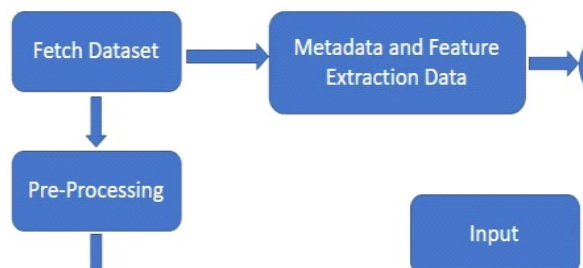 Fetch Dataset
Metadata and Feature
Extraction Data
Pre-Processing
Input